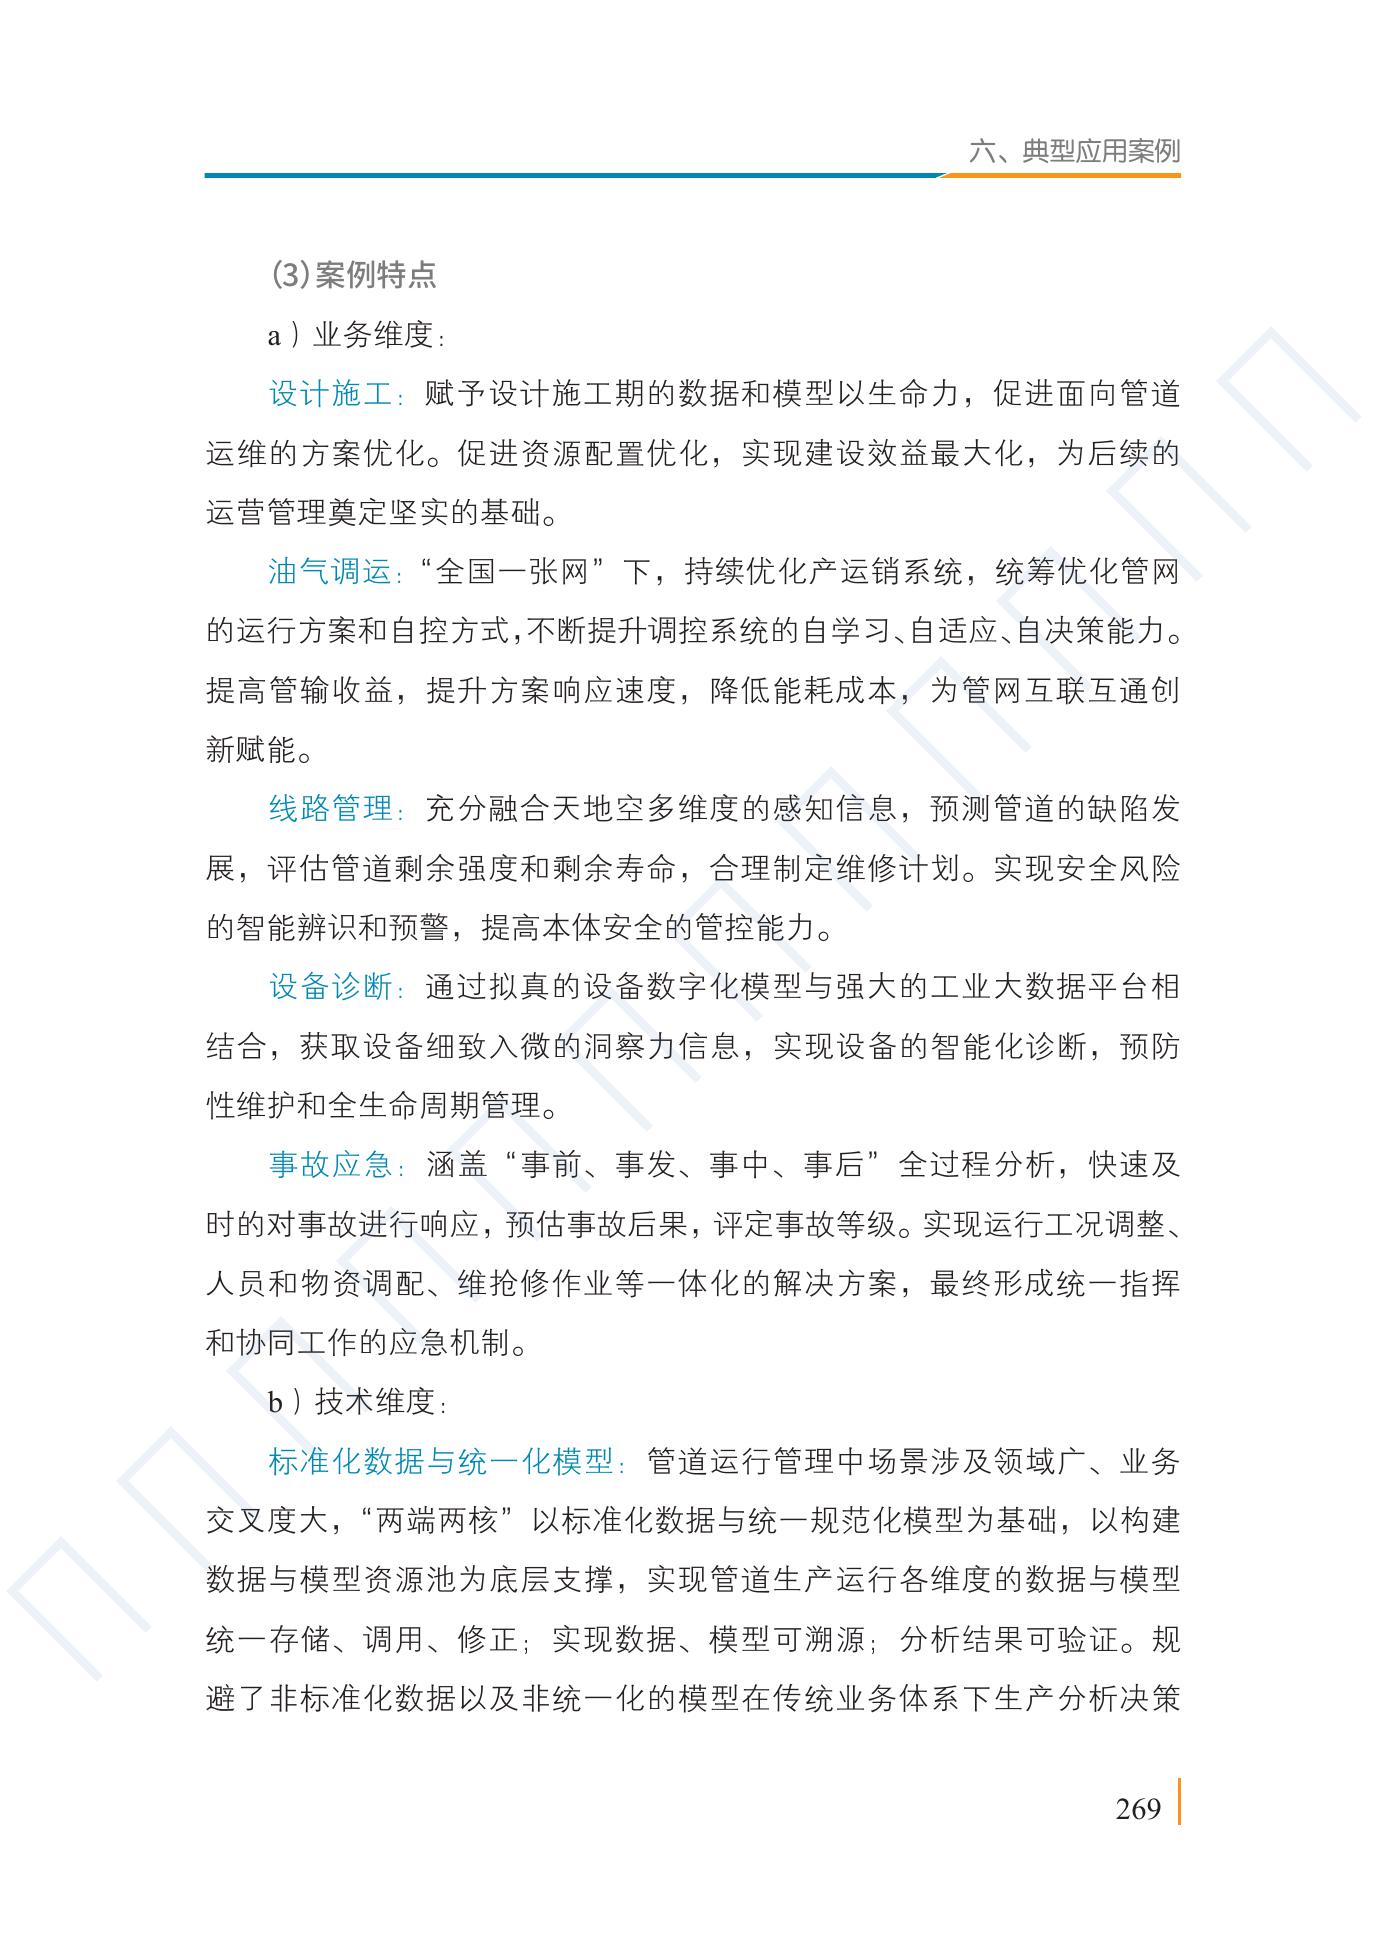 六、典型应用案例
（3）案例特点
a）业务维度：
设计施工：赋予设计施工期的数据和模型以生命力，促进面向管道
运维的方案优化。促进资源配置优化，实现建设效益最大化，为后续的
运营管理奠定坚实的基础。
油气调运：“全国一张网”下，持续优化产运销系统，统筹优化管网
的运行方案和自控方式，不断提升调控系统的自学习、自适应、自决策能力。
提高管输收益，提升方案响应速度，降低能耗成本，为管网互联互通创
新赋能。
线路管理：充分融合天地空多维度的感知信息，预测管道的缺陷发
展，评估管道剩余强度和剩余寿命，合理制定维修计划。实现安全风险
的智能辨识和预警，提高本体安全的管控能力。
设备诊断：通过拟真的设备数字化模型与强大的工业大数据平台相
结合，获取设备细致入微的洞察力信息，实现设备的智能化诊断，预防
性维护和全生命周期管理。
事故应急：涵盖“事前、事发、事中、事后”全过程分析，快速及
时的对事故进行响应，预估事故后果，评定事故等级。实现运行工况调整、
人员和物资调配、维抢修作业等一体化的解决方案，最终形成统一指挥
和协同工作的应急机制。
b）技术维度：
标准化数据与统一化模型：管道运行管理中场景涉及领域广、业务
交叉度大，“两端两核”以标准化数据与统一规范化模型为基础，以构建
数据与模型资源池为底层支撑，实现管道生产运行各维度的数据与模型
统一存储、调用、修正；实现数据、模型可溯源；分析结果可验证。规
避了非标准化数据以及非统一化的模型在传统业务体系下生产分析决策
269